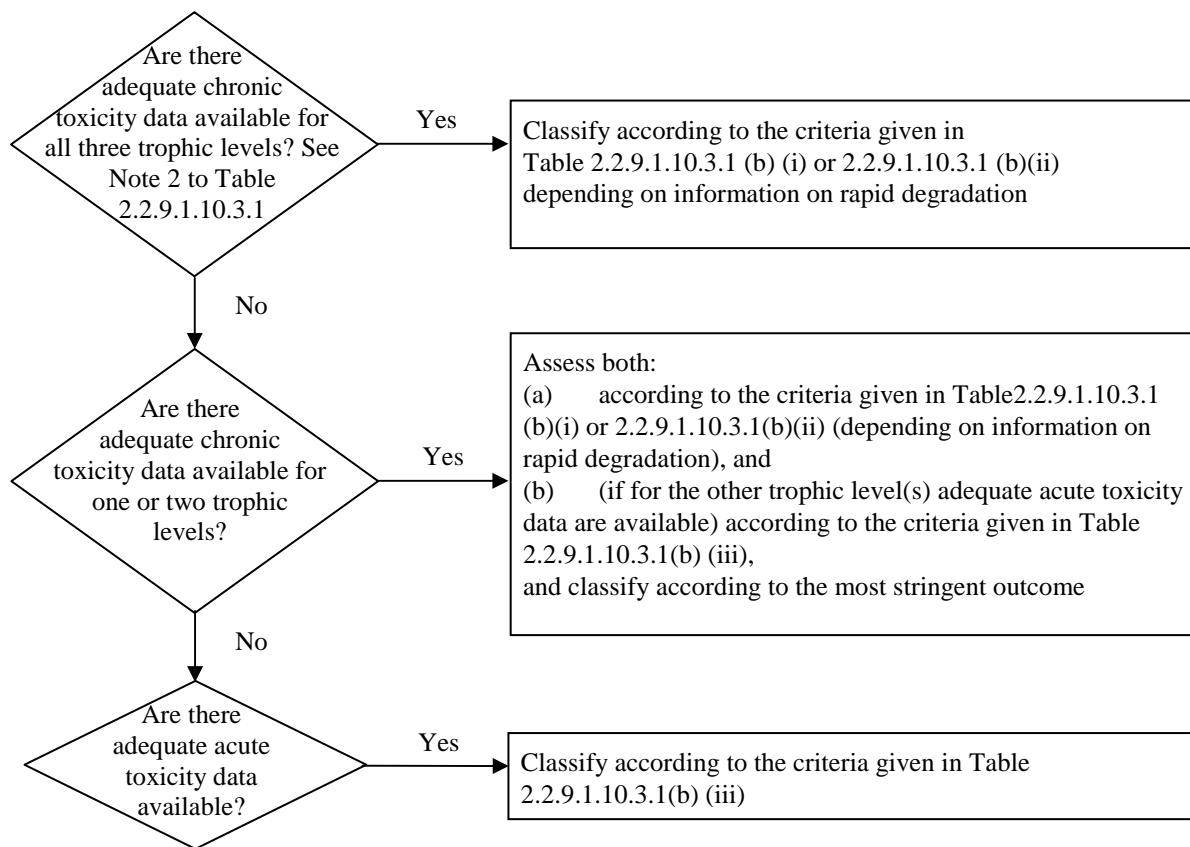 Are there
adequate chronic
toxicity data available for
all three trophic levels? See
Note 2 to Table
2.2.9.1.10.3.1
Yes
Classify according to the criteria given in
Table 2.2.9.1.10.3.1 (b) (i) or 2.2.9.1.10.3.1 (b)(ii)
depending on information on rapid degradation
No
Are there
adequate chronic
toxicity data available for
one or two trophic
levels?
Yes
Assess both:
(a) according to the criteria given in Table2.2.9.1.10.3.1
(b)(i) or 2.2.9.1.10.3.1(b)(ii) (depending on information on
rapid degradation), and
(b) (if for the other trophic level(s) adequate acute toxicity
data are available) according to the criteria given in Table
2.2.9.1.10.3.1(b) (iii),
and classify according to the most stringent outcome
No
Are there
adequate acute
toxicity data
available?
Yes
Classify according to the criteria given in Table
2.2.9.1.10.3.1(b) (iii)